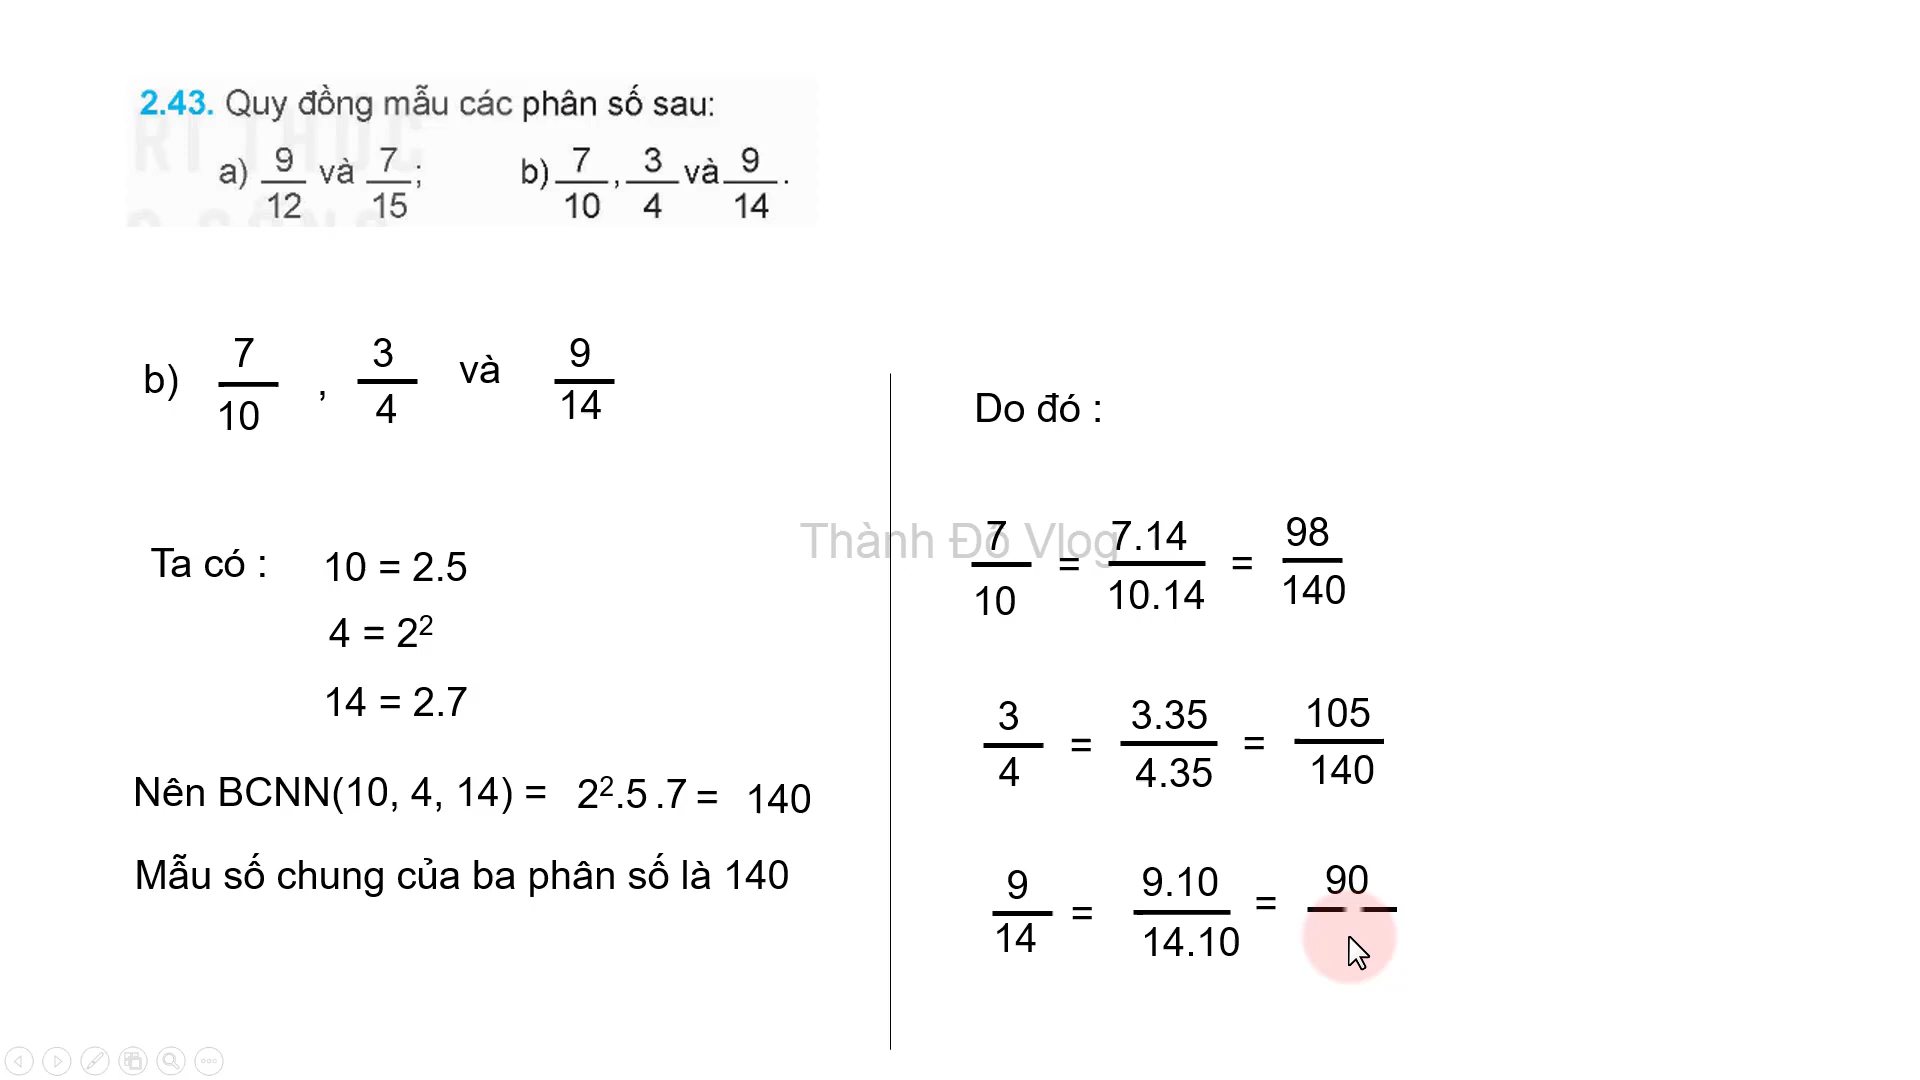 2.43. Quy đồng mẫu các phân số sau:
a) 9/12 và 7/15; b) 7/10, 3/4 và 9/14.
b) 7/10 , 3/4 và 9/14
Ta có : 10 = 2.5
4 = 2²
14 = 2.7
Nên BCNN(10, 4, 14) = 2².5 .7 = 140
Mẫu số chung của ba phân số là 140
Do đó :
7/10 = 7.14/10.14 = 98/140
3/4 = 3.35/4.35 = 105/140
9/14 = 9.10/14.10 = 90/
Thành Đô Vlog